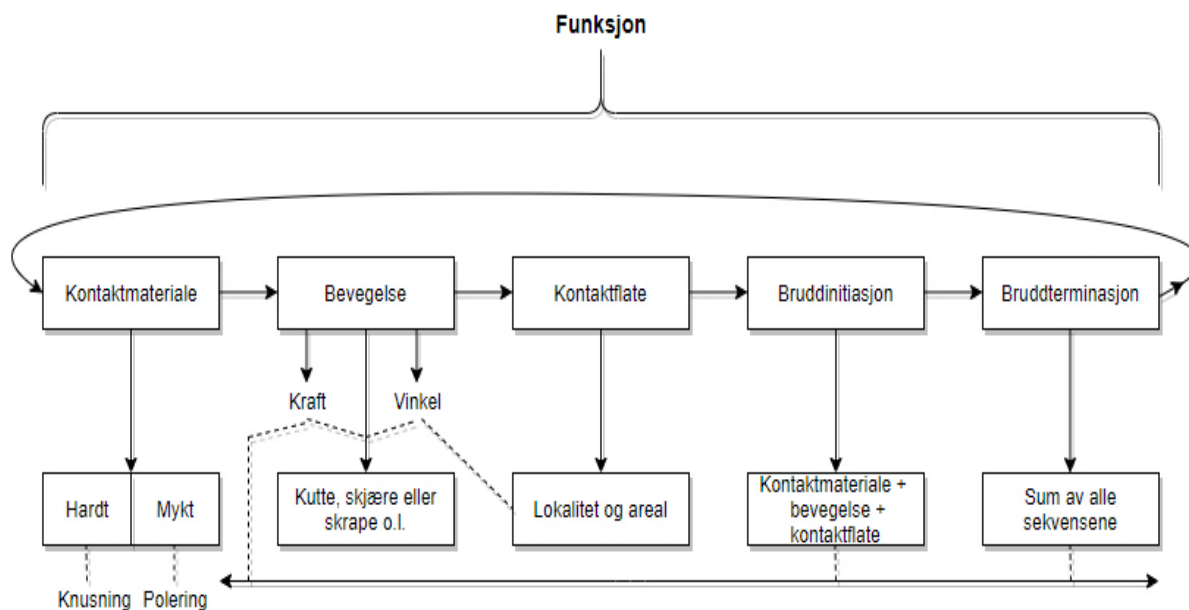 Funksjon
Kontaktmateriale
Bevegelse
Kontaktflate
Bruddinitiasjon
Bruddterminasjon
Kraft
Vinkel
Hardt
Mykt
Kutte, skjære eller
skrape o.l.
Lokalitet og areal
Kontaktmateriale +
bevegelse +
kontaktflate
Sum av alle
sekvensene
Knusning
Polering